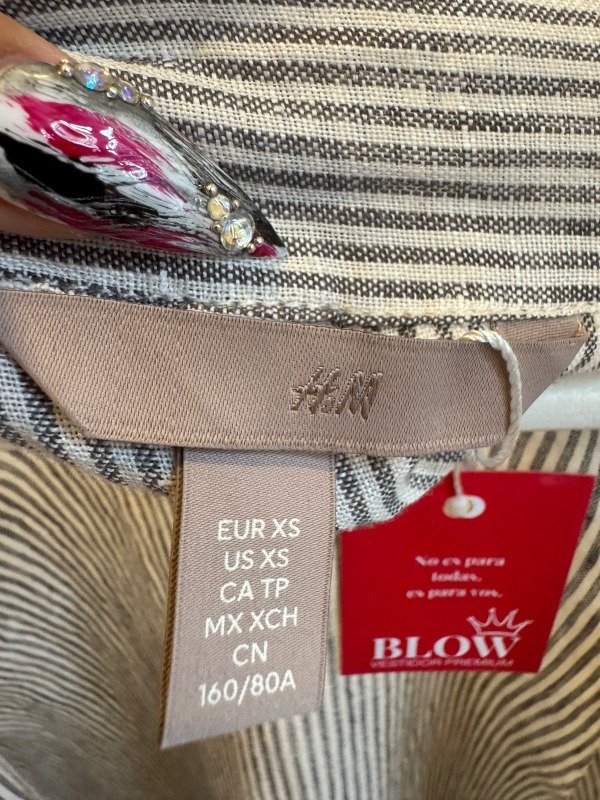 H&M
EUR XS
US XS
CA TP
MX XCH
CN
160/80A
No es para
todas,
es para vos.
BLOW
VESTIDOR PREMIUM